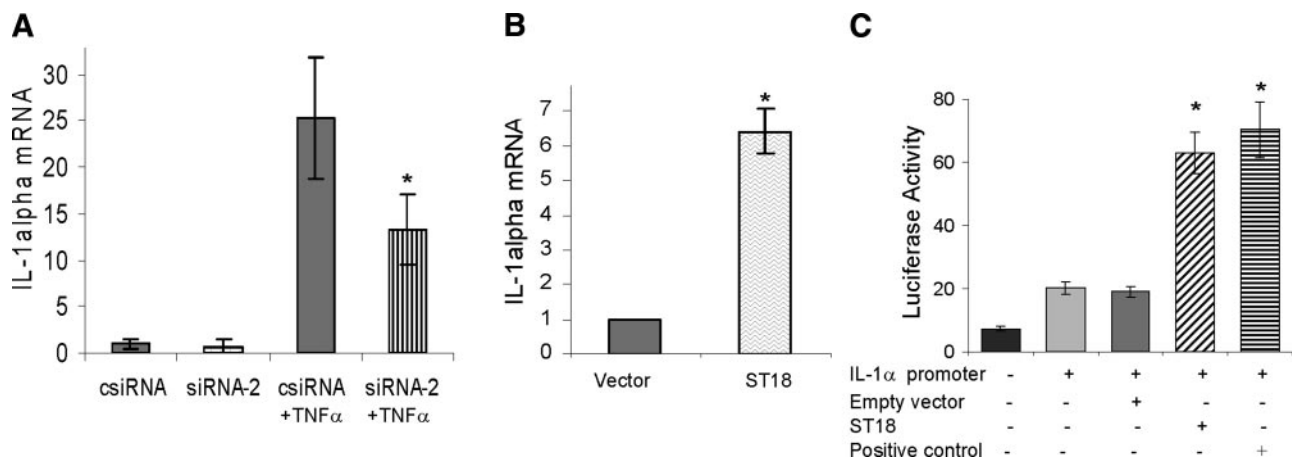 A
IL-1alpha mRNA
30
25
20
15
10
5
0
csiRNA siRNA-2 csiRNA siRNA-2
+TNFα +TNFα
*
B
IL-1alpha mRNA
7
6
5
4
3
2
1
0
Vector ST18
*
C
Luciferase Activity
80
60
40
20
0
* *
IL-1α promoter - + + + +
Empty vector - - + - -
ST18 - - - + -
Positive control - - - - +